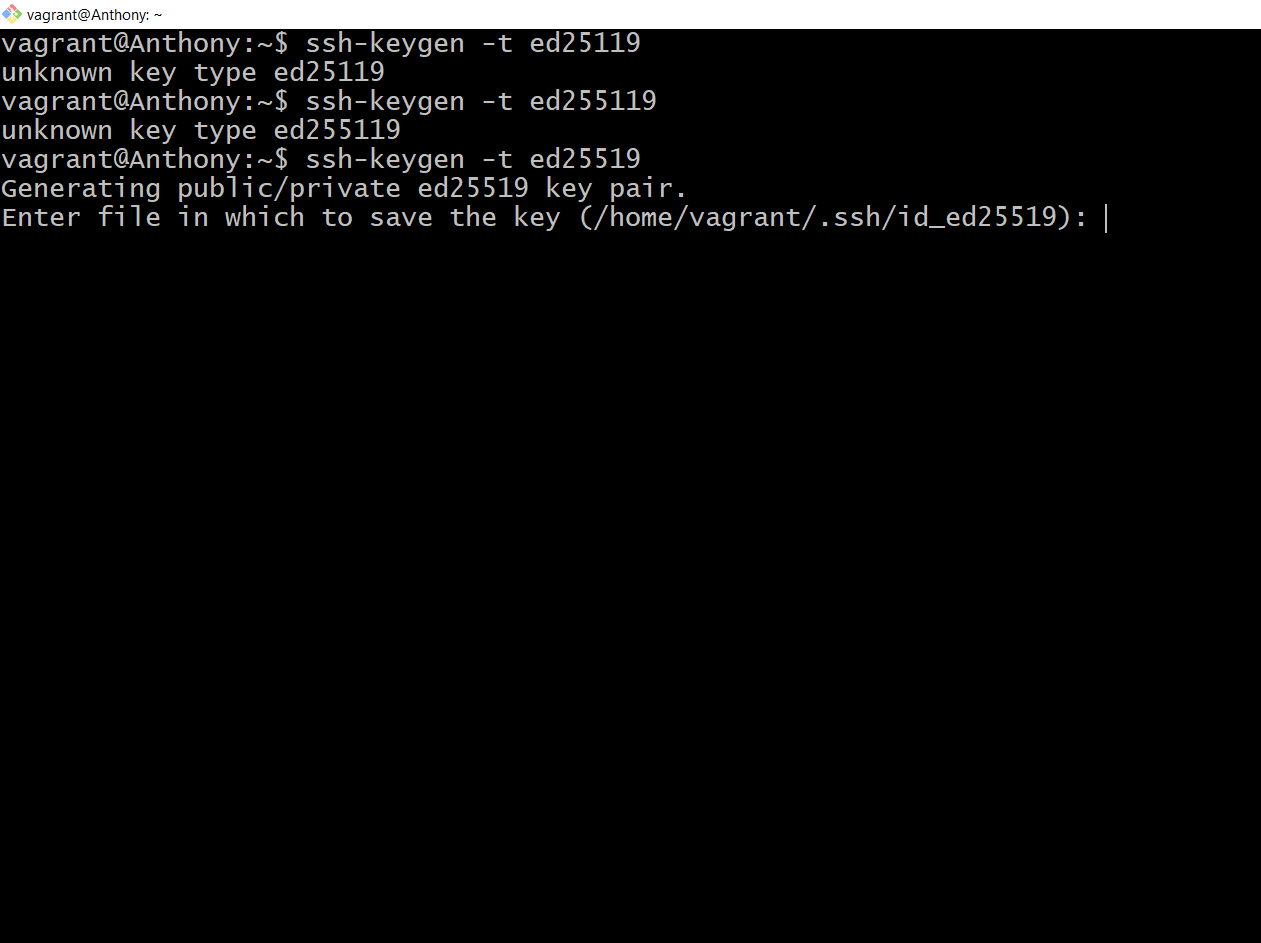 vagrant@Anthony: ~
vagrant@Anthony:~$ ssh-keygen -t ed25119
unknown key type ed25119
vagrant@Anthony:~$ ssh-keygen -t ed255119
unknown key type ed255119
vagrant@Anthony:~$ ssh-keygen -t ed25519
Generating public/private ed25519 key pair.
Enter file in which to save the key (/home/vagrant/.ssh/id_ed25519):